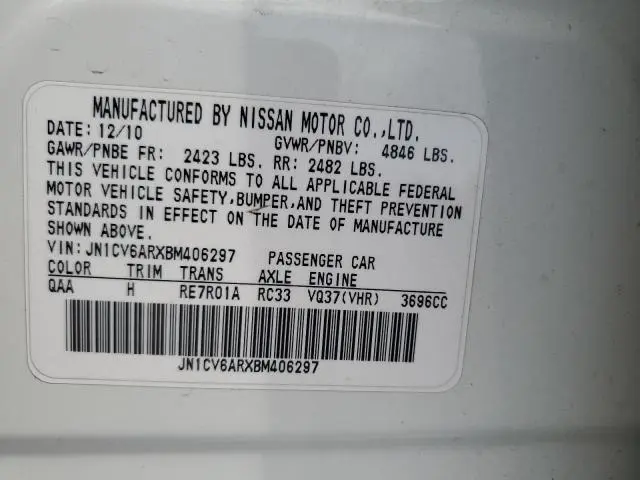 MANUFACTURED BY NISSAN MOTOR CO.,LTD.
DATE: 12/10 GVWR/PNBV: 4846 LBS.
GAWR/PNBE FR: 2423 LBS. RR: 2482 LBS.
THIS VEHICLE CONFORMS TO ALL APPLICABLE FEDERAL
MOTOR VEHICLE SAFETY,BUMPER,AND THEFT PREVENTION
STANDARDS IN EFFECT ON THE DATE OF MANUFACTURE
SHOWN ABOVE.
VIN:JN1CV6ARXBM406297 PASSENGER CAR
COLOR TRIM TRANS AXLE ENGINE
QAA H RE7R01A RC33 VQ37(VHR) 3696CC
JN1CV6ARXBM406297